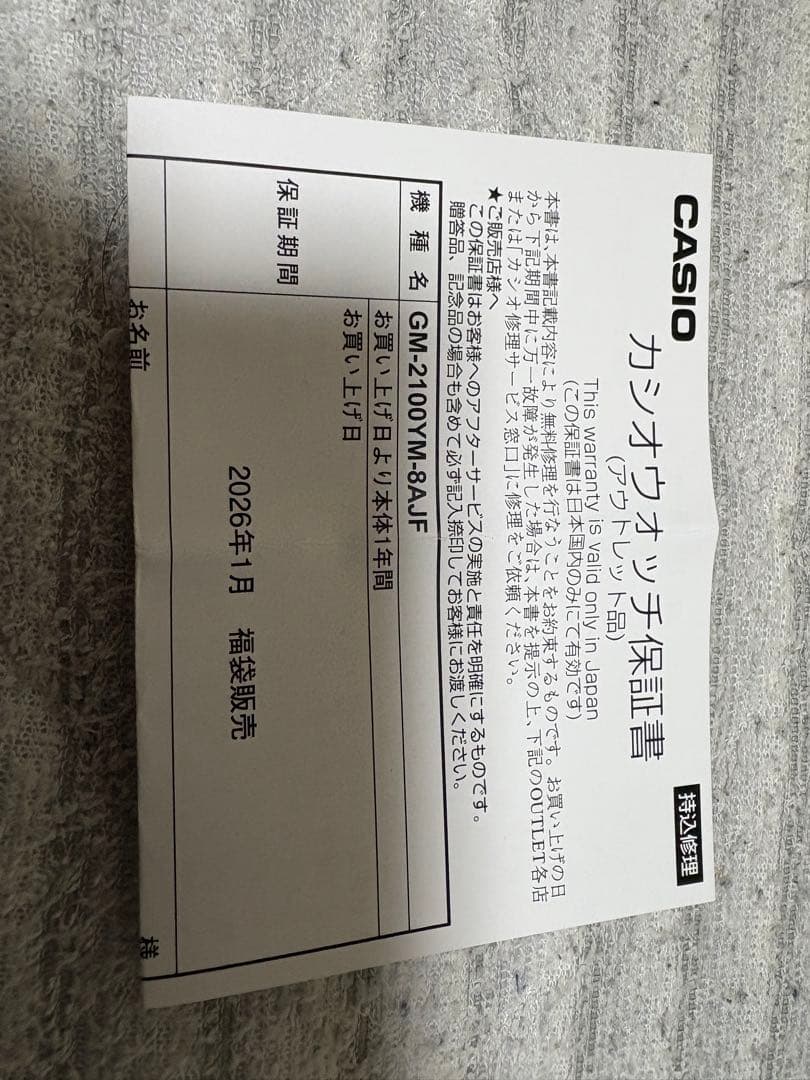 CASIO
カシオウォッチ保証書
持込修理
(アウトレット品)
This warranty is valid only in Japan
(この保証書は日本国内のみにて有効です)
本書は、本書記載内容により無料修理を行なうことをお約束するものです。お買い上げの日
から下記期間中に万一故障が発生した場合は、本書を提示の上、下記のOUTLET各店
または「カシオ修理サービス窓口」に修理をご依頼ください。
★ご販売店様へ
この保証書はお客様へのアフターサービスの実施と責任を明確にするものです。
贈答品、記念品の場合も含めて必ず記入捺印してお客様にお渡しください。
機種名 GM-2100YM-8AJF
保証期間 お買い上げ日より本体1年間
お買い上げ日
2026年1月 福袋販売
お名前 様